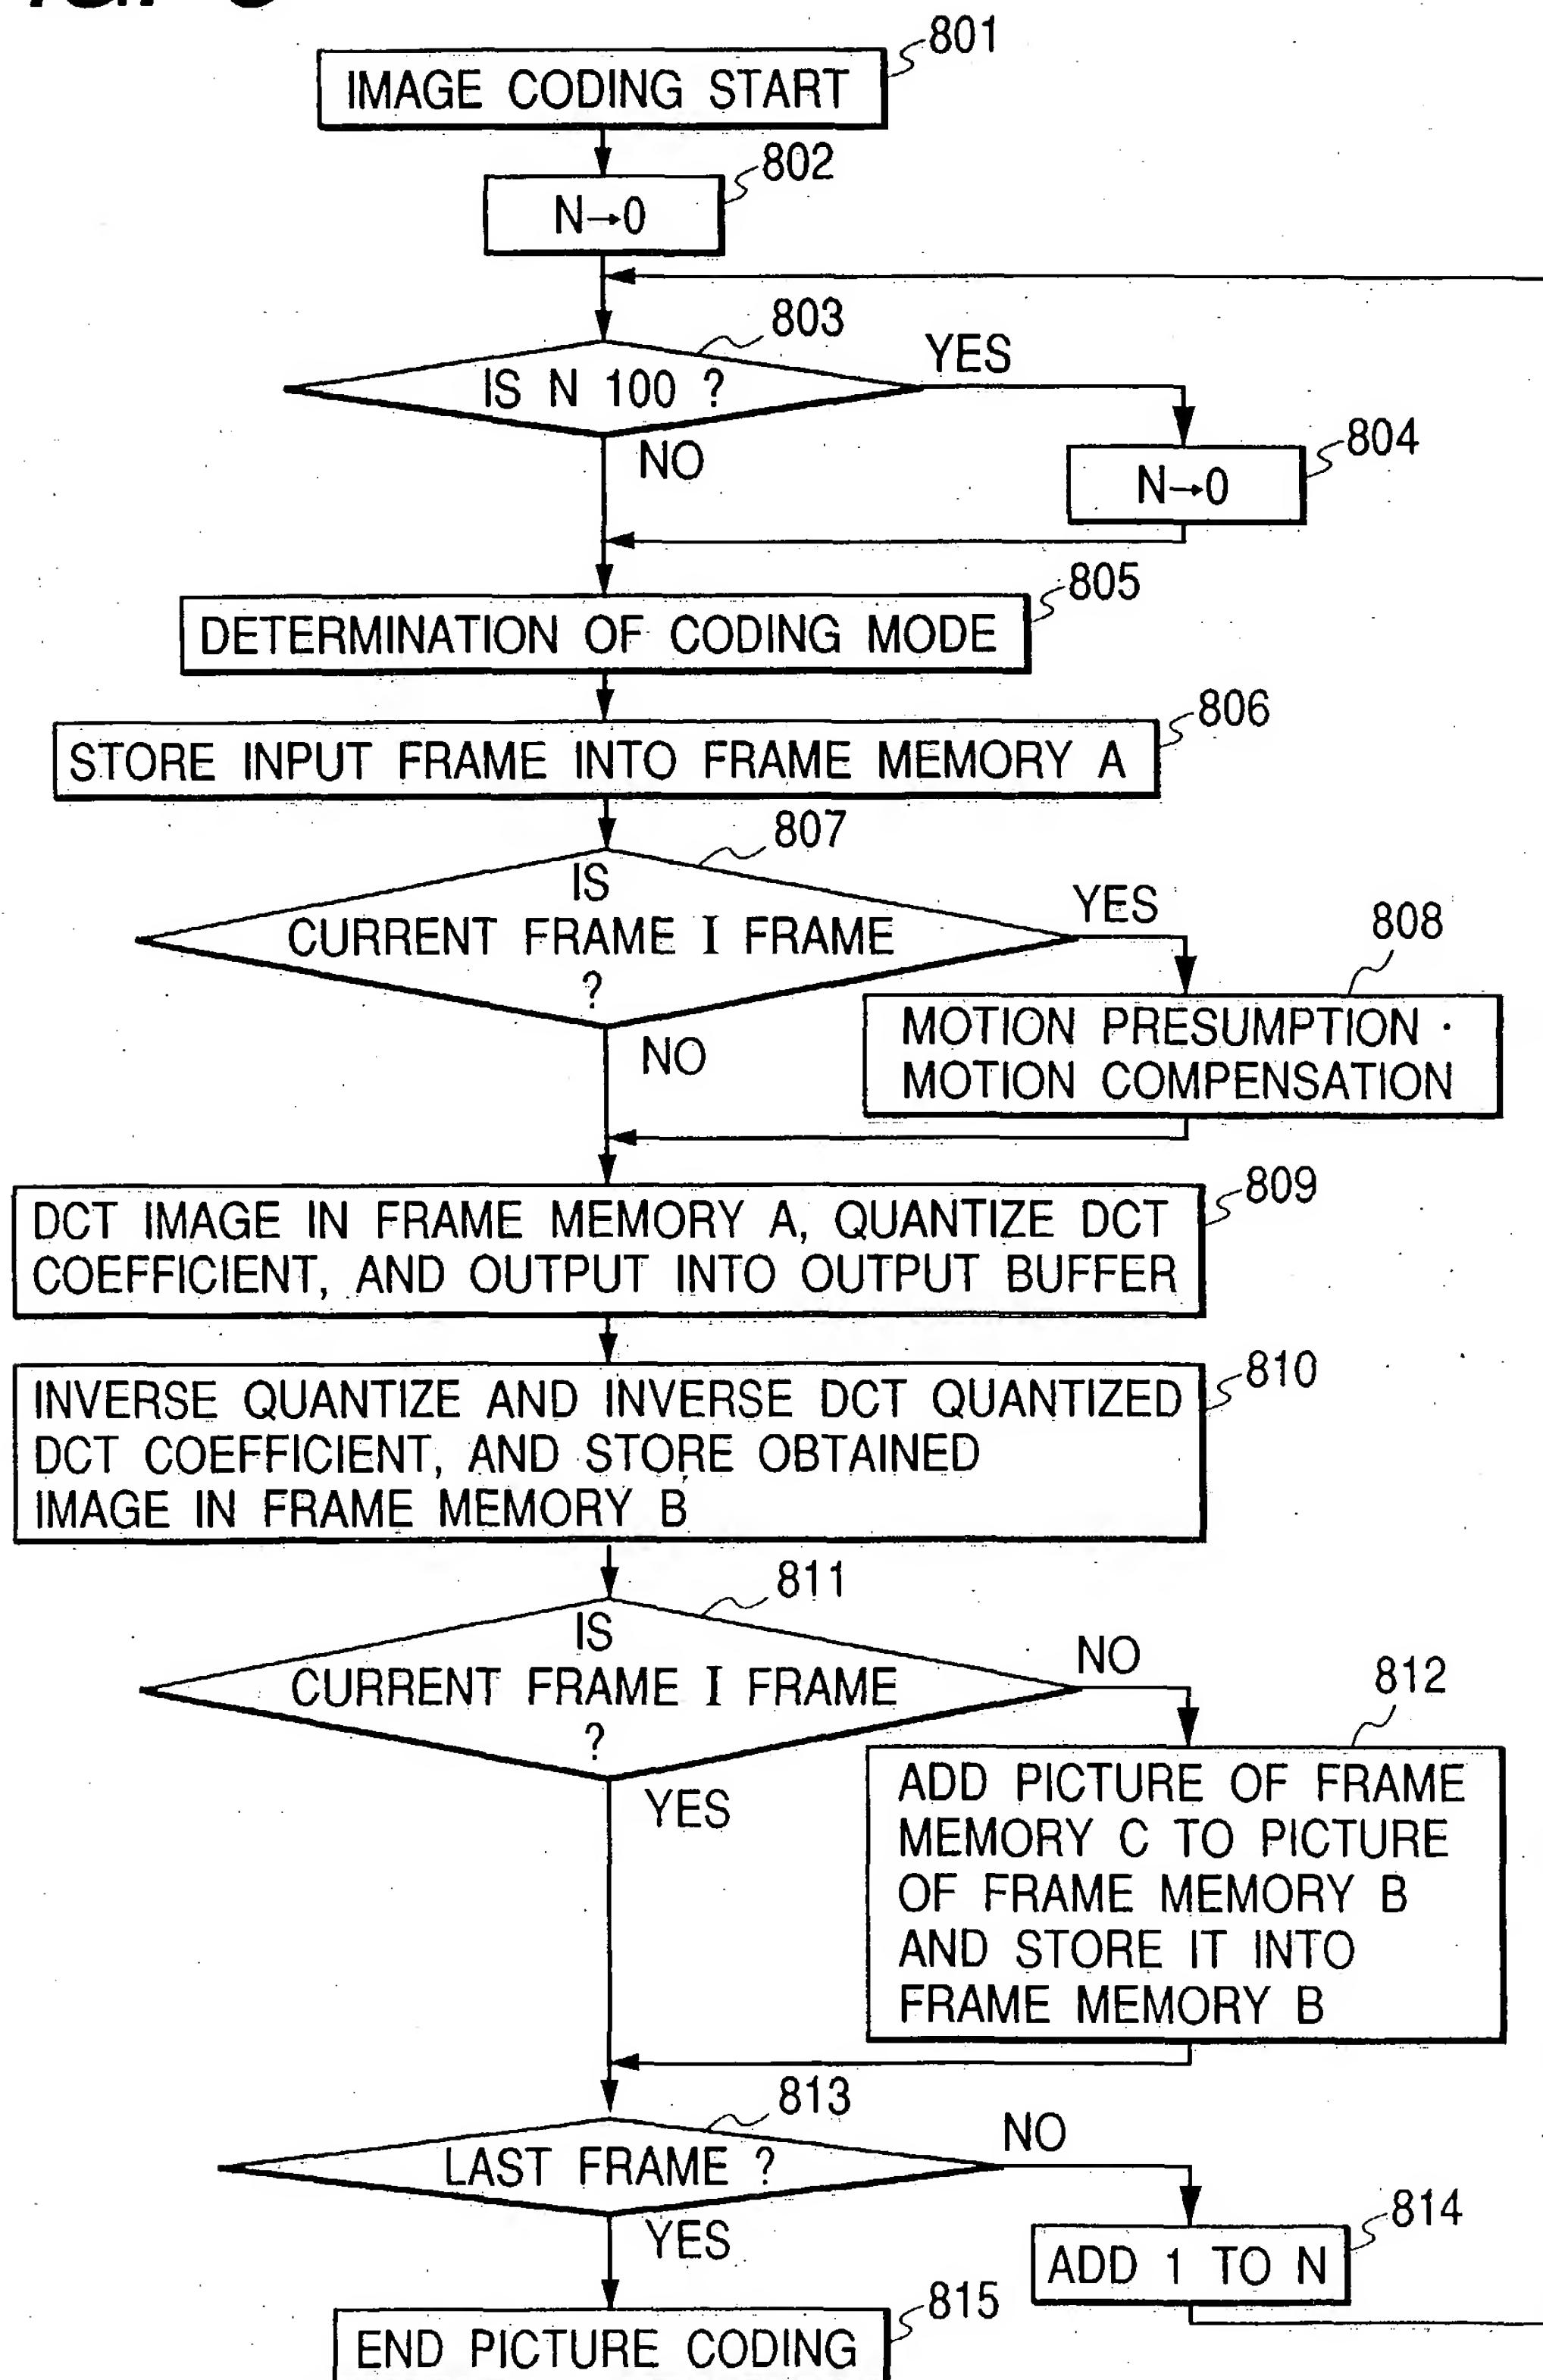 801
IMAGE CODING START
802
N→0
803
IS N 100 ?
YES
NO
804
N→0
805
DETERMINATION OF CODING MODE
806
STORE INPUT FRAME INTO FRAME MEMORY A
807
IS
CURRENT FRAME I FRAME
?
YES
NO
808
MOTION PRESUMPTION ·
MOTION COMPENSATION
809
DCT IMAGE IN FRAME MEMORY A, QUANTIZE DCT
COEFFICIENT, AND OUTPUT INTO OUTPUT BUFFER
810
INVERSE QUANTIZE AND INVERSE DCT QUANTIZED
DCT COEFFICIENT, AND STORE OBTAINED
IMAGE IN FRAME MEMORY B
811
IS
CURRENT FRAME I FRAME
?
NO
YES
812
ADD PICTURE OF FRAME
MEMORY C TO PICTURE
OF FRAME MEMORY B
AND STORE IT INTO
FRAME MEMORY B
813
LAST FRAME ?
NO
YES
814
ADD 1 TO N
815
END PICTURE CODING